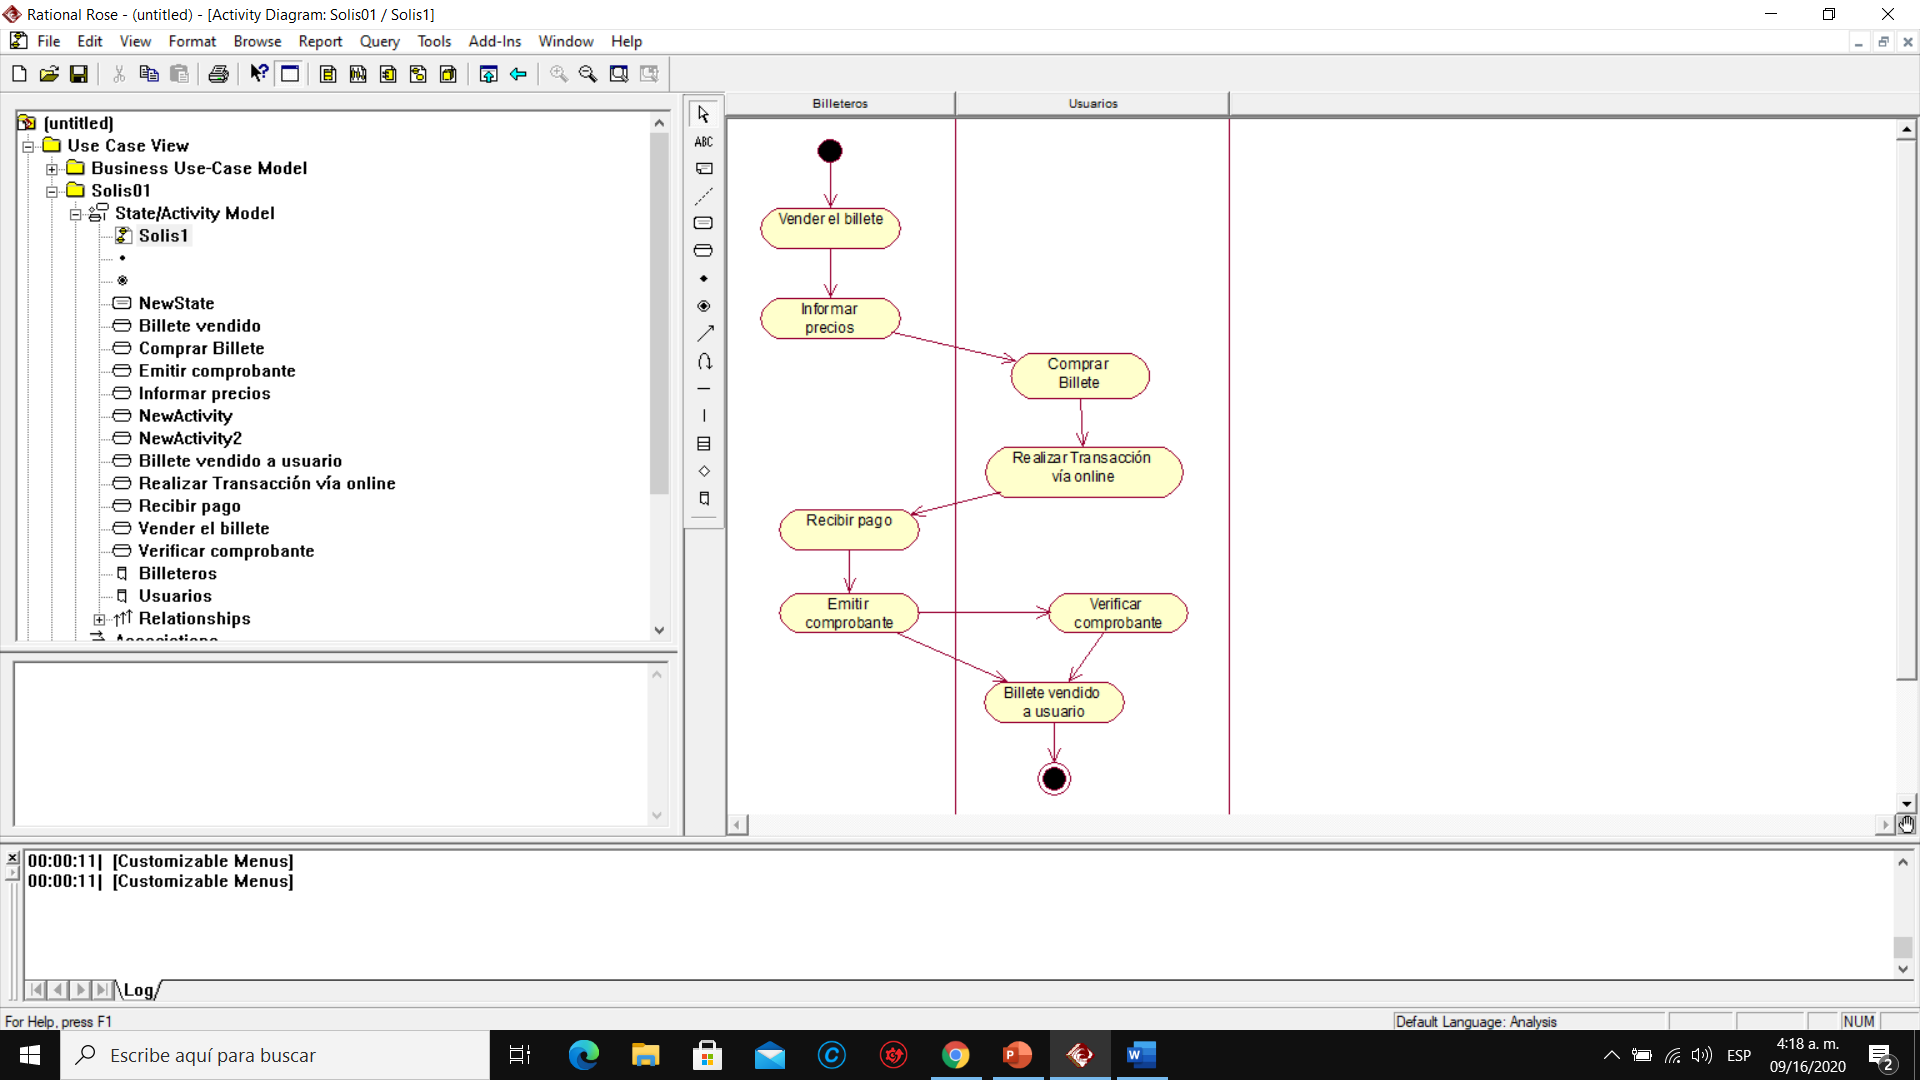 Rational Rose - (untitled) - [Activity Diagram: Solis01 / Solis1]
File Edit View Format Browse Report Query Tools Add-Ins Window Help
(untitled)
Use Case View
Business Use-Case Model
Solis01
State/Activity Model
Solis1
NewState
Billete vendido
Comprar Billete
Emitir comprobante
Informar precios
NewActivity
NewActivity2
Billete vendido a usuario
Realizar Transacción vía online
Recibir pago
Vender el billete
Verificar comprobante
Billeteros
Usuarios
Relationships
Associations
ABC
Billeteros
Usuarios
Vender el billete
Informar
precios
Comprar
Billete
Realizar Transacción
vía online
Recibir pago
Emitir
comprobante
Verificar
comprobante
Billete vendido
a usuario
00:00:11| [Customizable Menus]
00:00:11| [Customizable Menus]
Log
For Help, press F1
Default Language: Analysis
NUM
Escribe aquí para buscar
ESP
4:18 a. m.
09/16/2020
2